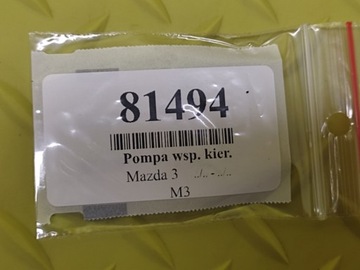 81494
Pompa wsp. kier.
Mazda 3 ../.. - ../..
M3